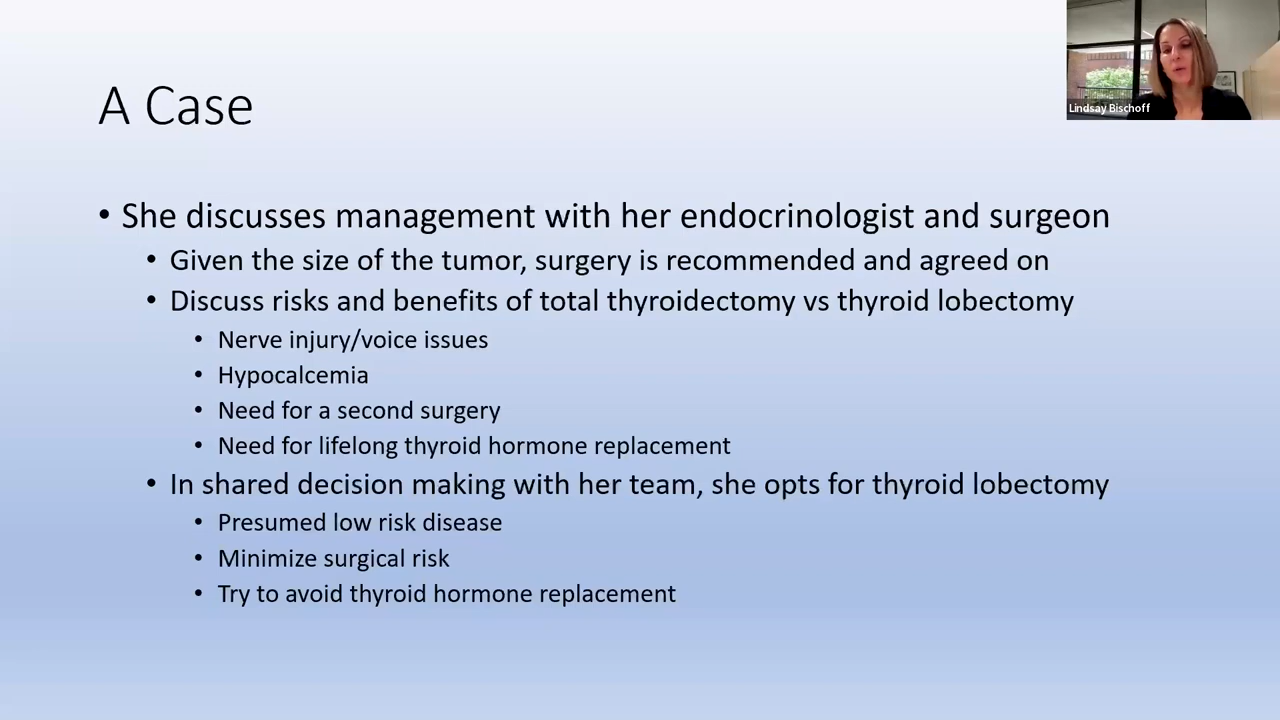 Lindsay Bischoff
A Case
• She discusses management with her endocrinologist and surgeon
• Given the size of the tumor, surgery is recommended and agreed on
• Discuss risks and benefits of total thyroidectomy vs thyroid lobectomy
• Nerve injury/voice issues
• Hypocalcemia
• Need for a second surgery
• Need for lifelong thyroid hormone replacement
• In shared decision making with her team, she opts for thyroid lobectomy
• Presumed low risk disease
• Minimize surgical risk
• Try to avoid thyroid hormone replacement